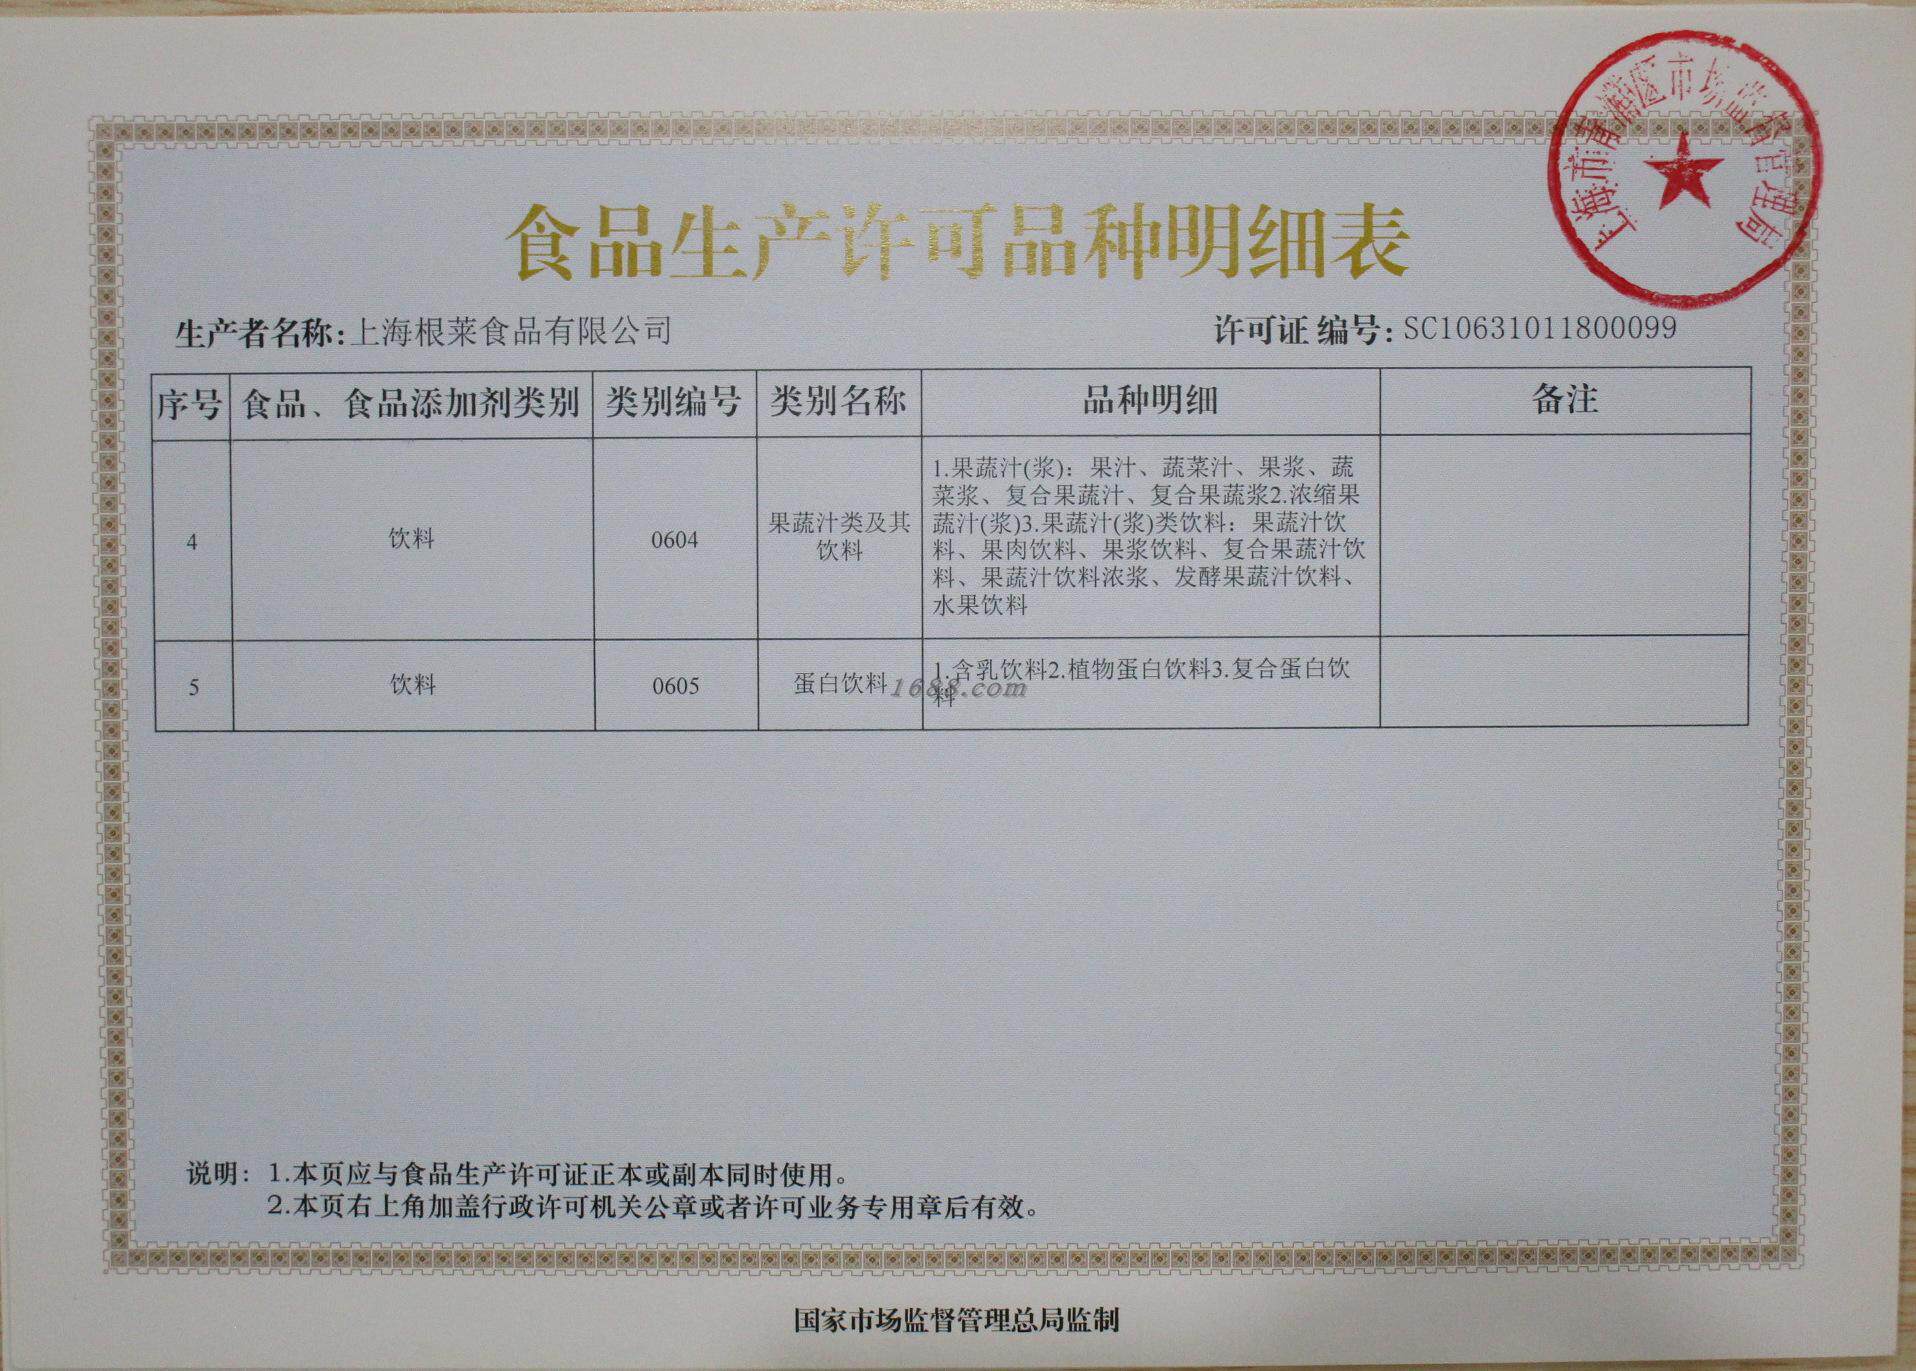 上海市青浦区市场监督管理局
食品生产许可品种明细表
生产者名称:上海根莱食品有限公司 许可证编号:SC10631011800099
序号 食品、食品添加剂类别 类别编号 类别名称 品种明细 备注
4 饮料 0604
果蔬汁类及其
饮料
1.果蔬汁(浆)：果汁、蔬菜汁、果浆、蔬
菜浆、复合果蔬汁、复合果蔬浆2.浓缩果
蔬汁(浆)3.果蔬汁(浆)类饮料：果蔬汁饮
料、果肉饮料、果浆饮料、复合果蔬汁饮
料、果蔬汁饮料浓浆、发酵果蔬汁饮料、
水果饮料
5 饮料 0605 蛋白饮料
1.含乳饮料2.植物蛋白饮料3.复合蛋白饮
料
1688.com
说明：1.本页应与食品生产许可证正本或副本同时使用。
2.本页右上角加盖行政许可机关公章或者许可业务专用章后有效。
国家市场监督管理总局监制